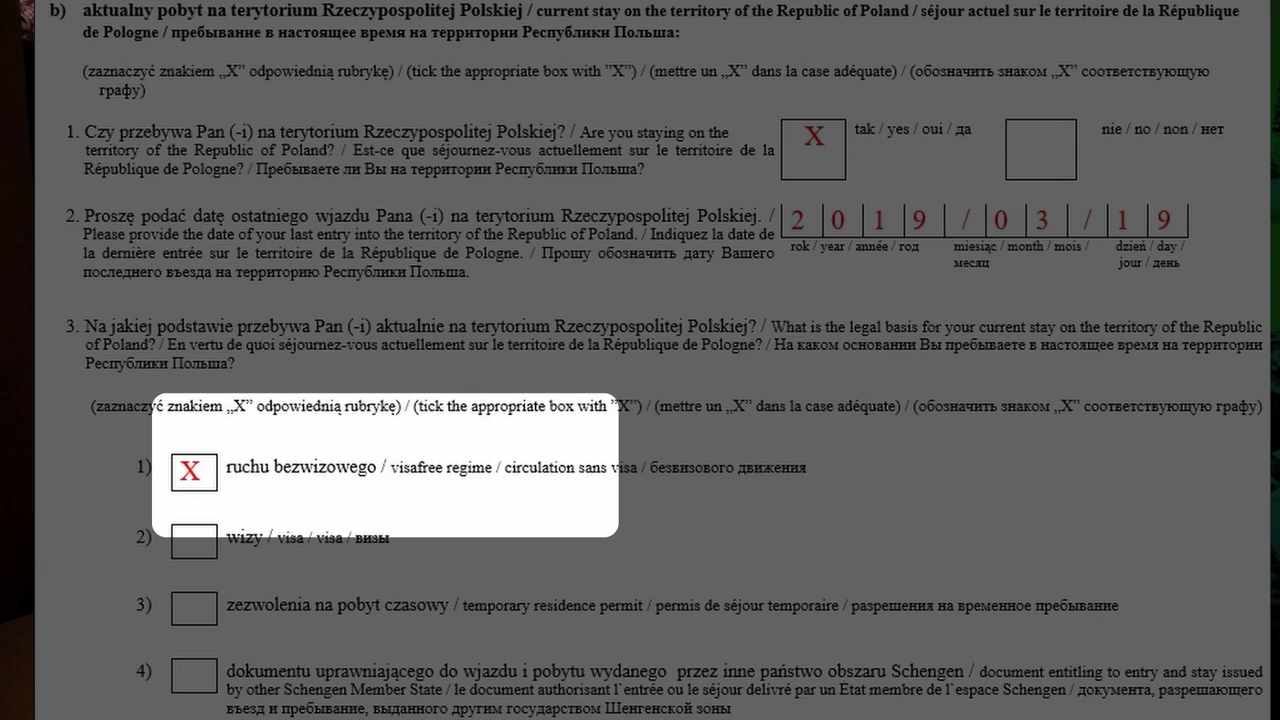 b) aktualny pobyt na terytorium Rzeczypospolitej Polskiej / current stay on the territory of the Republic of Poland / séjour actuel sur le territoire de la République
de Pologne / пребывание в настоящее время на территории Республики Польша:
(zaznaczyć znakiem „X” odpowiednią rubrykę) / (tick the appropriate box with ”X”) / (mettre un „X” dans la case adéquate) / (обозначить знаком „X” соответствующую
графу)
1. Czy przebywa Pan (-i) na terytorium Rzeczypospolitej Polskiej? / Are you staying on the
territory of the Republic of Poland? / Est-ce que séjournez-vous actuellement sur le territoire de la
République de Pologne? / Пребываете ли Вы на территории Республики Польша?
X tak / yes / oui / да nie / no / non / нет
2. Proszę podać datę ostatniego wjazdu Pana (-i) na terytorium Rzeczypospolitej Polskiej. /
Please provide the date of your last entry into the territory of the Republic of Poland. / Indiquez la date de
la dernière entrée sur le territoire de la République de Pologne. / Прошу обозначить дату Вашего
последнего въезда на территорию Республики Польша.
2 0 1 9 / 0 3 / 1 9
rok / year / année / год miesiąc / month / mois / dzień / day /
месяц jour / день
3. Na jakiej podstawie przebywa Pan (-i) aktualnie na terytorium Rzeczypospolitej Polskiej? / What is the legal basis for your current stay on the territory of the Republic
of Poland? / En vertu de quoi séjournez-vous actuellement sur le territoire de la République de Pologne? / На каком основании Вы пребываете в настоящее время на территории
Республики Польша?
(zaznaczyć znakiem „X” odpowiednią rubrykę) / (tick the appropriate box with ”X”) / (mettre un „X” dans la case adéquate) / (обозначить знаком „X” соответствующую графу)
1) X ruchu bezwizowego / visafree regime / circulation sans visa / безвизового движения
2) wizy / visa / visa / визы
3) zezwolenia na pobyt czasowy / temporary residence permit / permis de séjour temporaire / разрешения на временное пребывание
4) dokumentu uprawniającego do wjazdu i pobytu wydanego przez inne państwo obszaru Schengen / document entitling to entry and stay issued
by other Schengen Member State / le document authorisant l`entrée ou le séjour delivré par un État membre de l`espace Schengen / документа, разрешающего
въезд и пребывание, выданного другим государством Шенгенской зоны